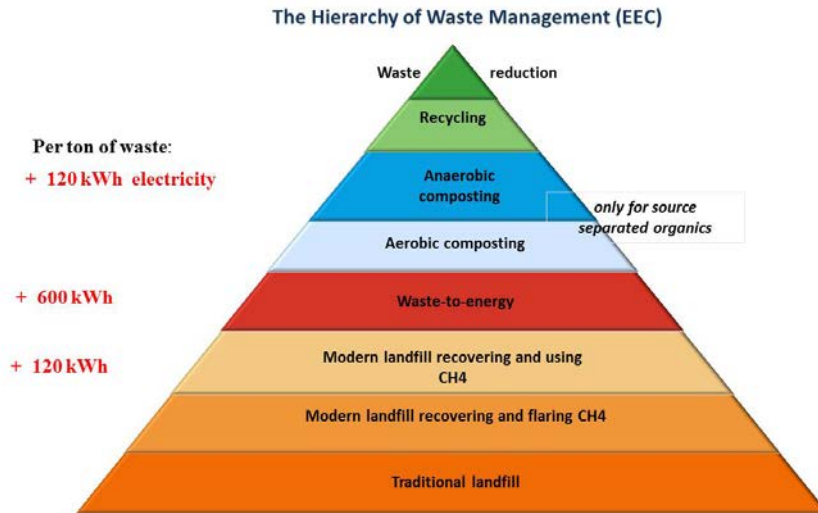 The Hierarchy of Waste Management (EEC)
Waste reduction
Recycling
Per ton of waste:
+ 120 kWh electricity
Anaerobic
composting
only for source
separated organics
Aerobic composting
+ 600 kWh
Waste-to-energy
+ 120 kWh
Modern landfill recovering and using
CH4
Modern landfill recovering and flaring CH4
Traditional landfill